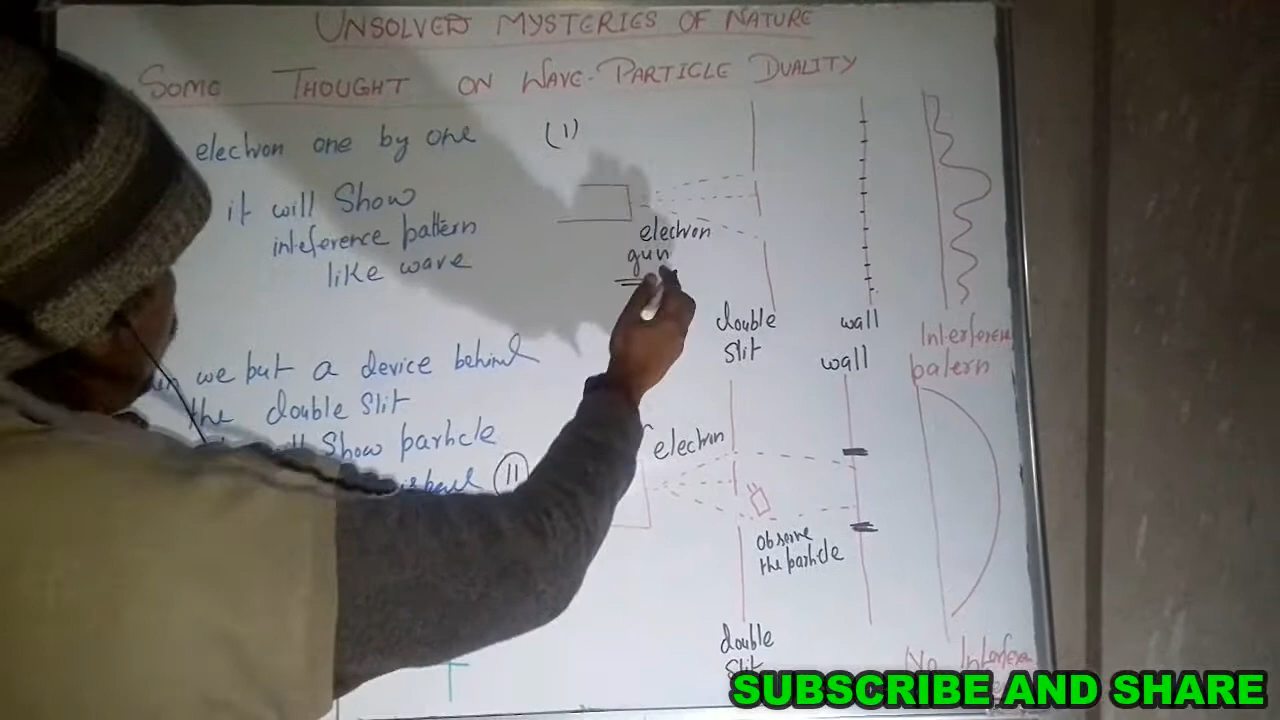 UNSOLVED MYSTERIES OF NATURE
SOME THOUGHT ON WAVE-PARTICLE DUALITY
electron one by one
it will Show
inteference pattern
like wave
we but a device behind
the double Slit
Show particle
(1)
electron
gun
double
slit
wall
Interference
patern
wall
(11)
electron
observe
the particle
double
Slit
No Interfere
SUBSCRIBE AND SHARE